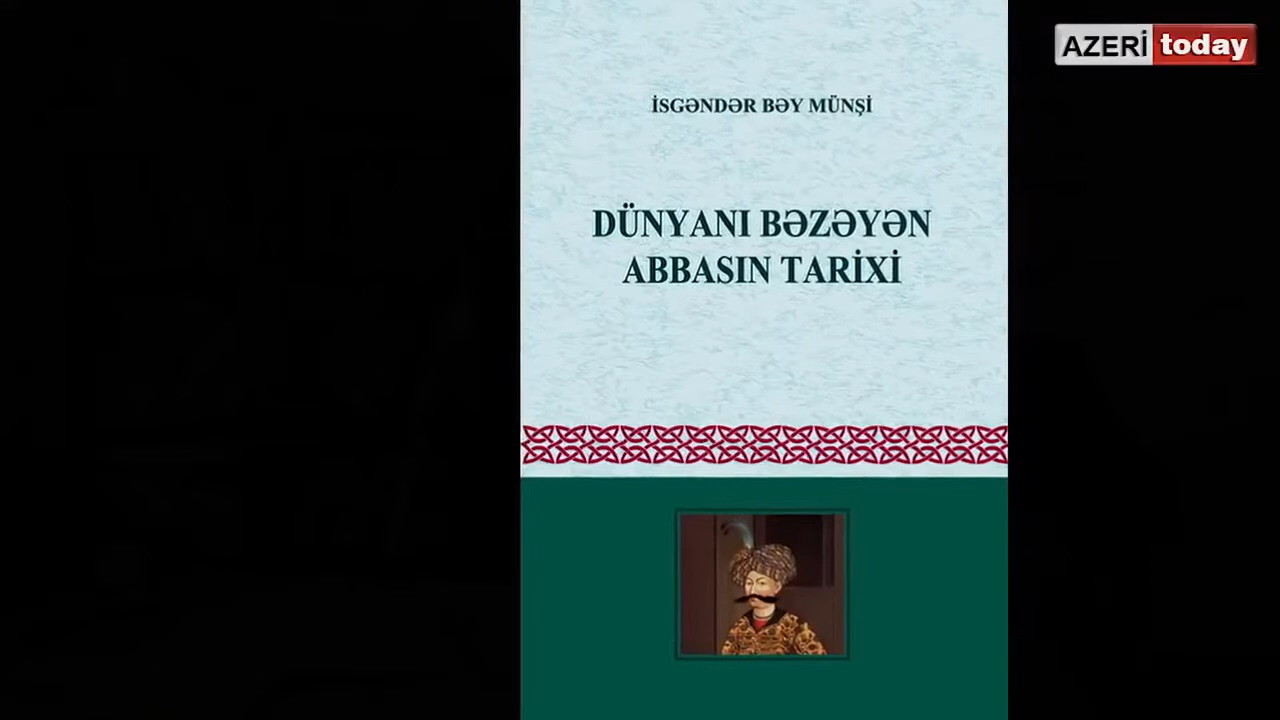 AZERİ today
İSGƏNDƏR BƏY MÜNŞİ
DÜNYANI BƏZƏYƏN
ABBASIN TARİXİ